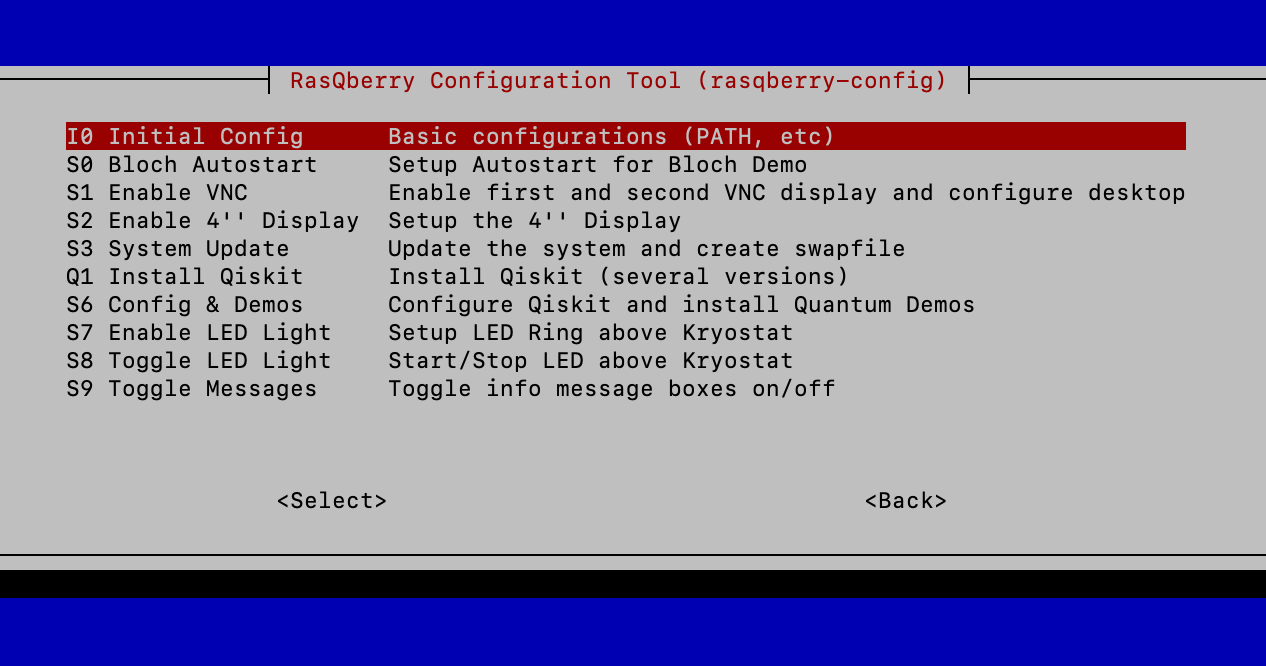 RasQberry Configuration Tool (rasqberry-config)
I0 Initial Config Basic configurations (PATH, etc)
S0 Bloch Autostart Setup Autostart for Bloch Demo
S1 Enable VNC Enable first and second VNC display and configure desktop
S2 Enable 4'' Display Setup the 4'' Display
S3 System Update Update the system and create swapfile
Q1 Install Qiskit Install Qiskit (several versions)
S6 Config & Demos Configure Qiskit and install Quantum Demos
S7 Enable LED Light Setup LED Ring above Kryostat
S8 Toggle LED Light Start/Stop LED above Kryostat
S9 Toggle Messages Toggle info message boxes on/off
<Select> <Back>